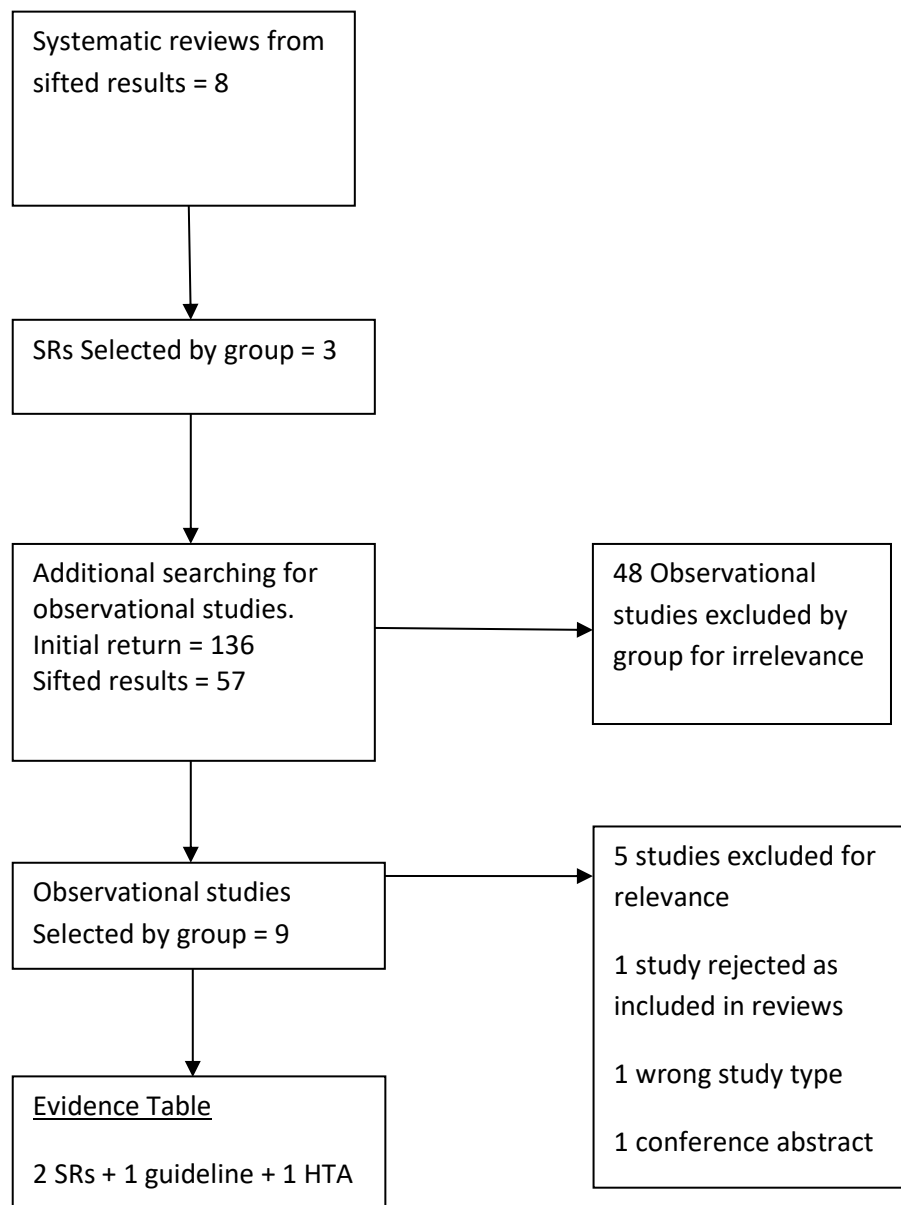 Systematic reviews from
sifted results = 8
SRs Selected by group = 3
Additional searching for
observational studies.
Initial return = 136
Sifted results = 57
48 Observational
studies excluded by
group for irrelevance
Observational studies
Selected by group = 9
5 studies excluded for
relevance
1 study rejected as
included in reviews
1 wrong study type
1 conference abstract
Evidence Table
2 SRs + 1 guideline + 1 HTA